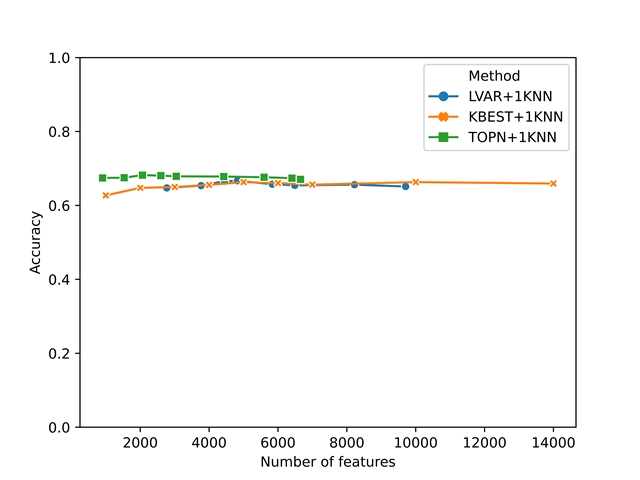 Method
LVAR+1KNN
KBEST+1KNN
TOPN+1KNN
1.0
0.8
0.6
0.4
0.2
0.0
Accuracy
2000 4000 6000 8000 10000 12000 14000
Number of features